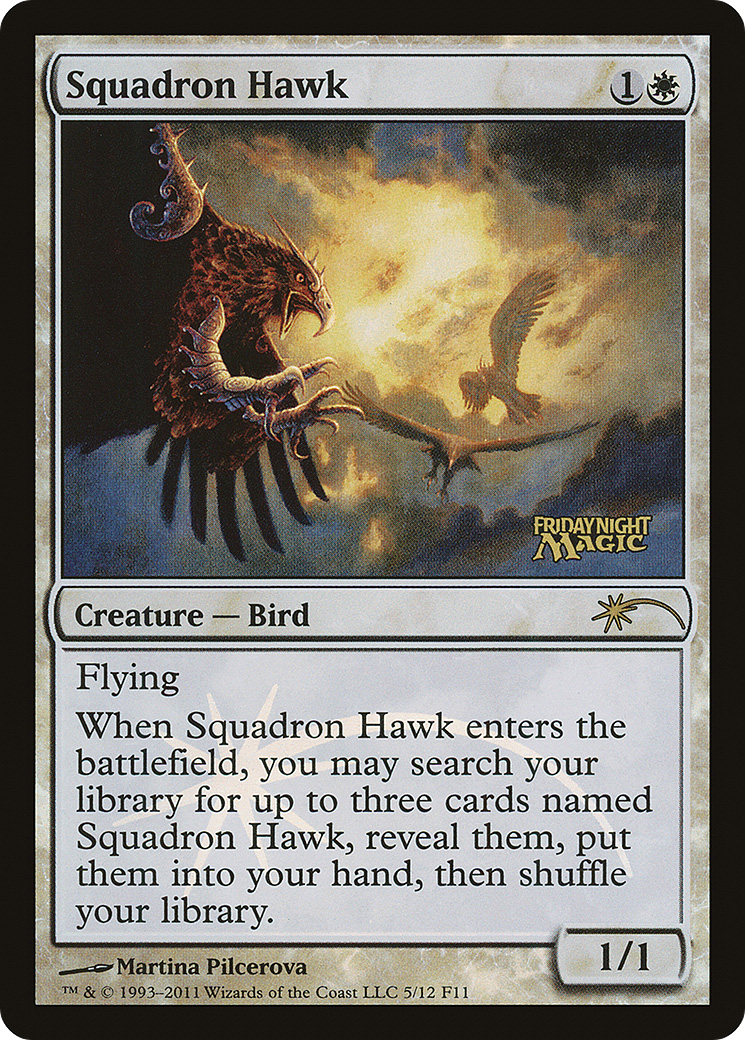 Squadron Hawk 1
FRIDAY NIGHT
MAGIC
Creature — Bird
Flying
When Squadron Hawk enters the
battlefield, you may search your
library for up to three cards named
Squadron Hawk, reveal them, put
them into your hand, then shuffle
your library.
1/1
Martina Pilcerova
™ & © 1993–2011 Wizards of the Coast LLC 5/12 F11